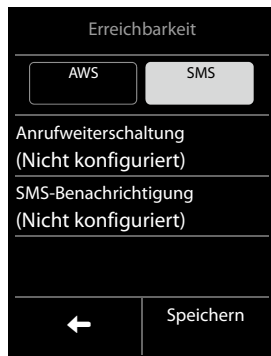 Erreichbarkeit
AWS SMS
Anrufweiterschaltung
(Nicht konfiguriert)
SMS-Benachrichtigung
(Nicht konfiguriert)
Speichern